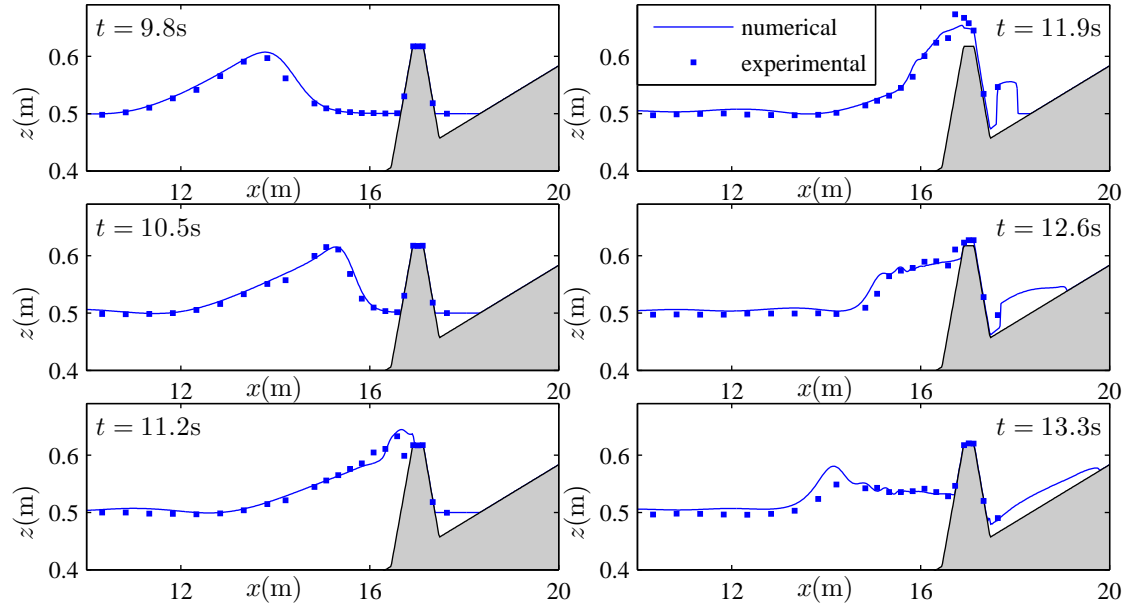 t = 9.8s
z(m)
0.6
0.5
0.4
12
x(m)
16
20
numerical
experimental
t = 11.9s
z(m)
0.6
0.5
0.4
12
x(m)
16
20
t = 10.5s
z(m)
0.6
0.5
0.4
12
x(m)
16
20
t = 12.6s
z(m)
0.6
0.5
0.4
12
x(m)
16
20
t = 11.2s
z(m)
0.6
0.5
0.4
12
x(m)
16
20
t = 13.3s
z(m)
0.6
0.5
0.4
12
x(m)
16
20